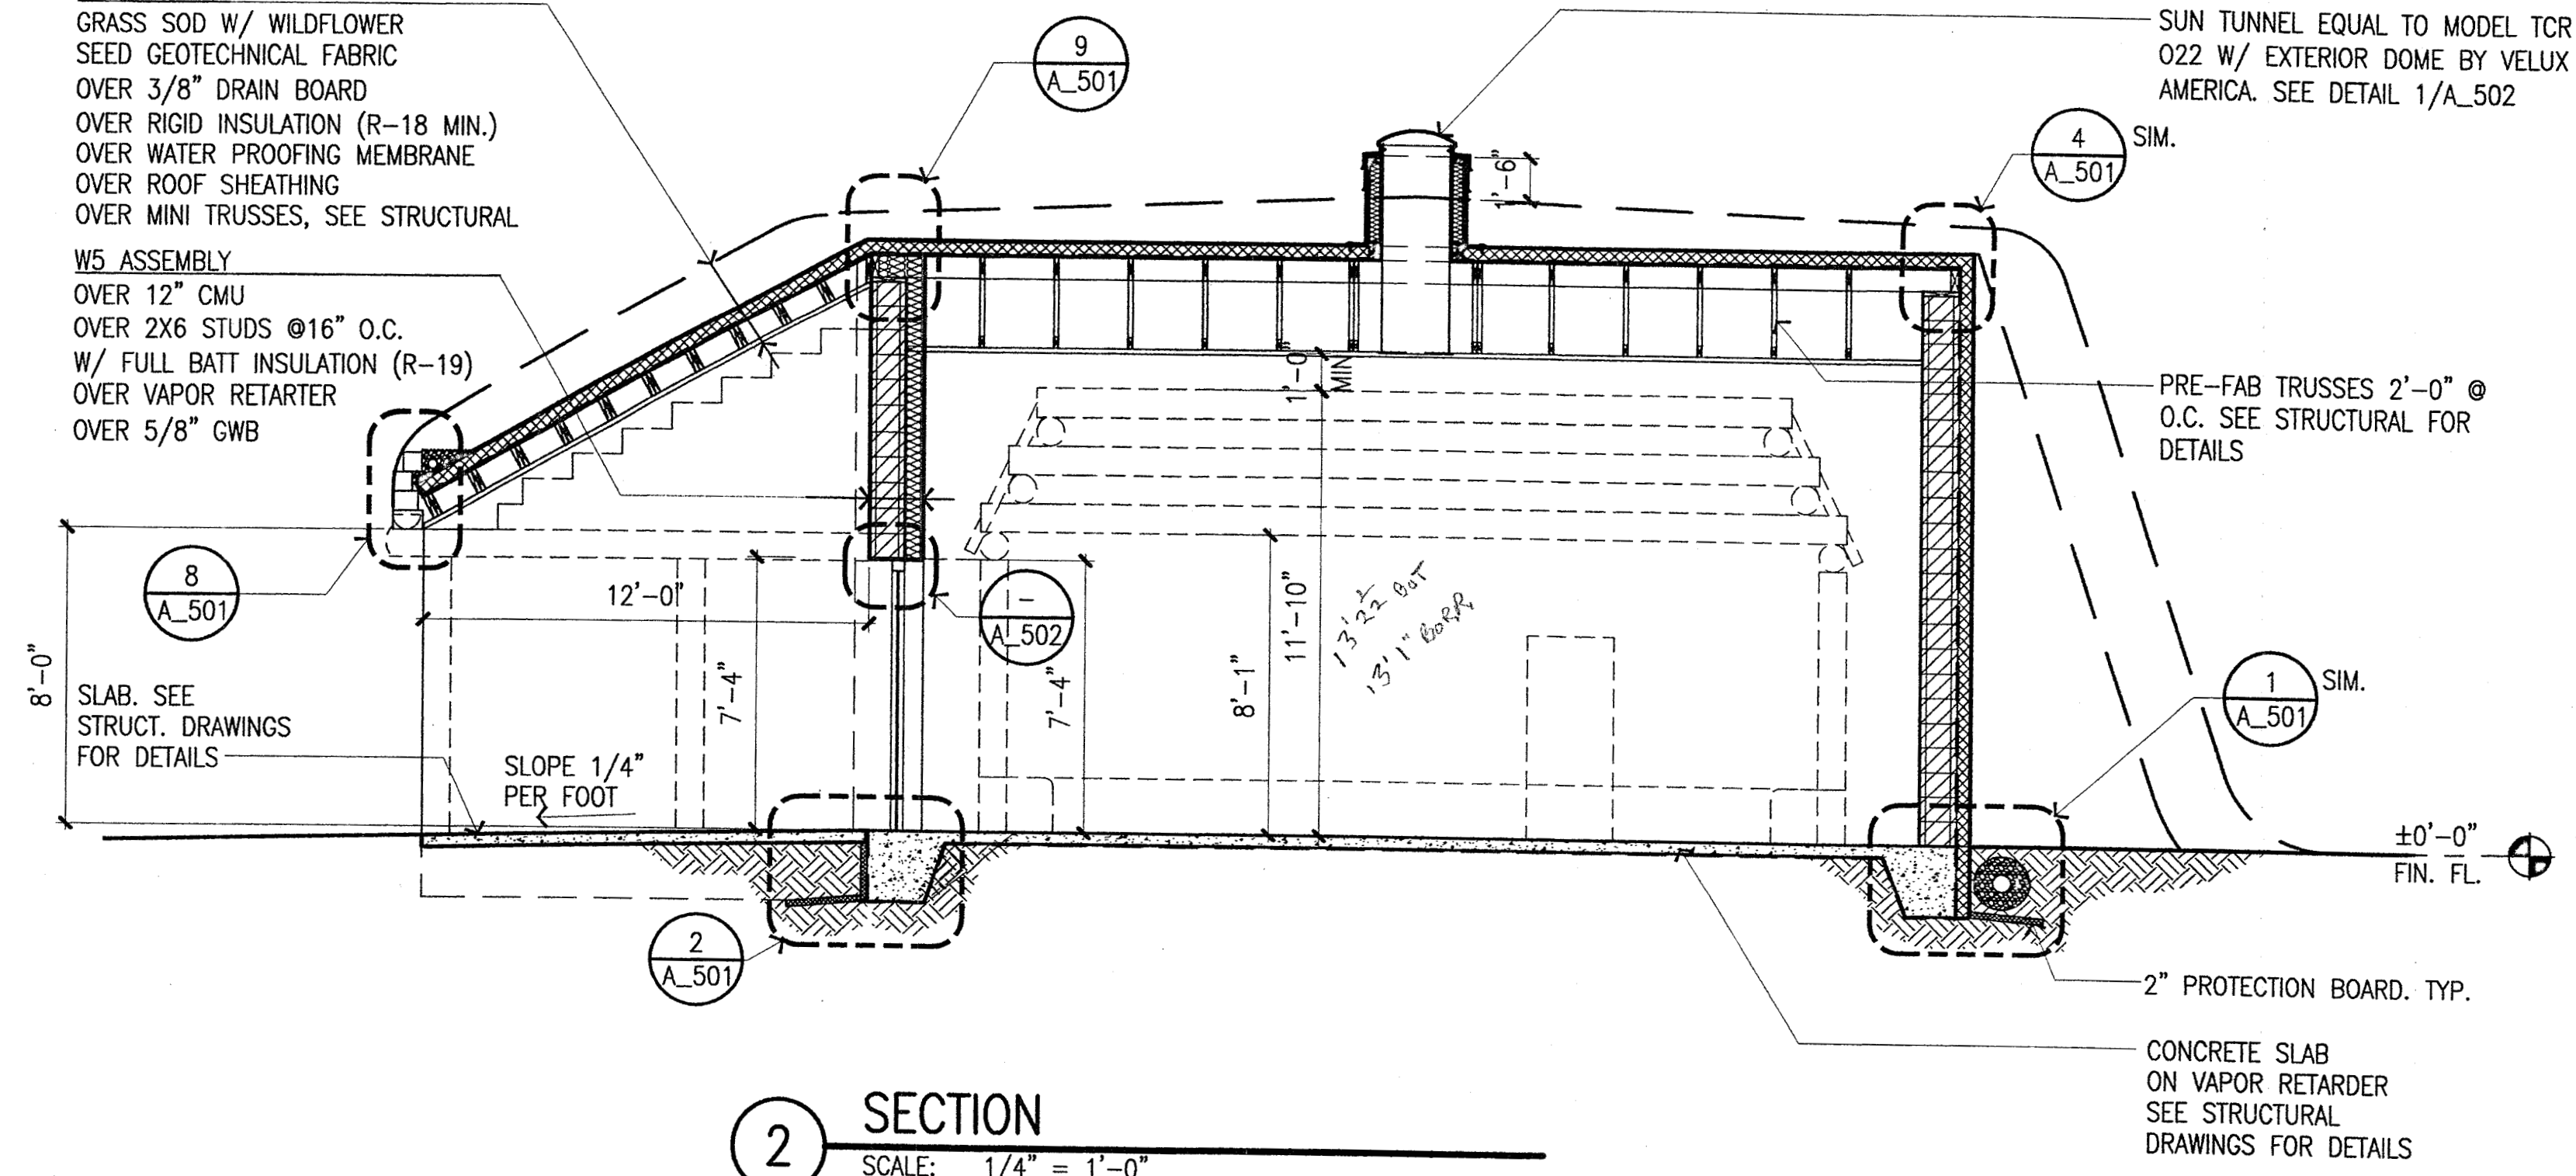 GRASS SOD W/ WILDFLOWER
SEED GEOTECHNICAL FABRIC
OVER 3/8" DRAIN BOARD
OVER RIGID INSULATION (R-18 MIN.)
OVER WATER PROOFING MEMBRANE
OVER ROOF SHEATHING
OVER MINI TRUSSES, SEE STRUCTURAL
W5 ASSEMBLY
OVER 12" CMU
OVER 2X6 STUDS @16" O.C.
W/ FULL BATT INSULATION (R-19)
OVER VAPOR RETARTER
OVER 5/8" GWB
9
A_501
SUN TUNNEL EQUAL TO MODEL TCR
022 W/ EXTERIOR DOME BY VELUX
AMERICA. SEE DETAIL 1/A_502
4
A_501
SIM.
1'-6"
1'-0"
MIN
PRE-FAB TRUSSES 2'-0" @
O.C. SEE STRUCTURAL FOR
DETAILS
8
A_501
12'-0"
-
A_502
8'-0"
7'-4"
7'-4"
8'-1"
11'-10"
13' 1"
1
A_501
SIM.
SLAB. SEE
STRUCT. DRAWINGS
FOR DETAILS
SLOPE 1/4"
PER FOOT
±0'-0"
FIN. FL.
2
A_501
2" PROTECTION BOARD. TYP.
CONCRETE SLAB
ON VAPOR RETARDER
SEE STRUCTURAL
DRAWINGS FOR DETAILS
2
SECTION
SCALE: 1/4" = 1'-0"